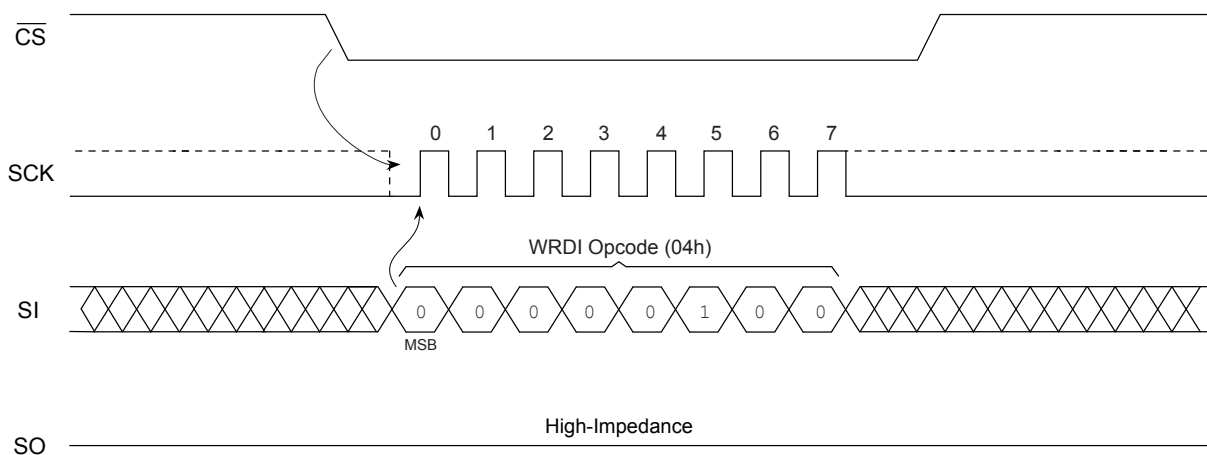 C̅S̅
0 1 2 3 4 5 6 7
SCK
WRDI Opcode (04h)
SI
0 0 0 0 0 1 0 0
MSB
High-Impedance
SO